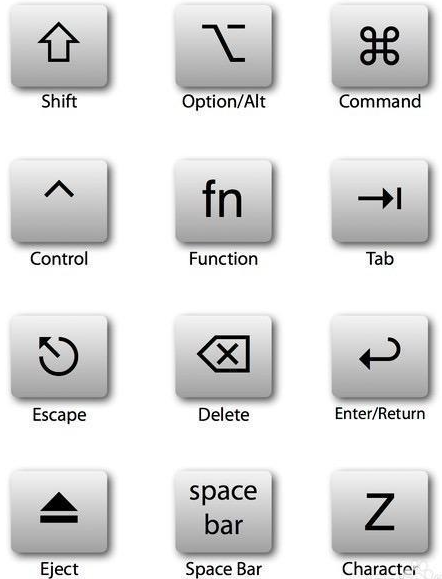 ⇧
⌥
⌘
Shift
Option/Alt
Command
^
fn
⇥
Control
Function
Tab
⎋
⌫
↩
Escape
Delete
Enter/Return
⏏
space
bar
Z
Eject
Space Bar
Character